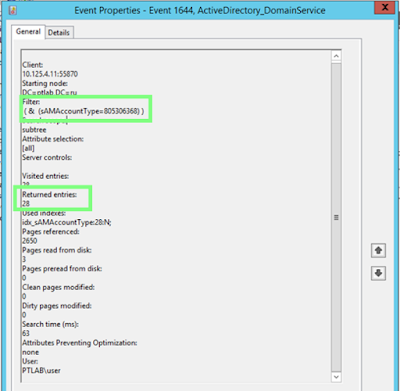 Event Properties - Event 1644, ActiveDirectory_DomainService
X
General
Details
Client:
10.125.4.11:55870
Starting node:
DC=ptlab,DC=ru
Filter:
( & (sAMAccountType=805306368) )
subtree
Attribute selection:
[all]
Server controls:
Visited entries:
28
Returned entries:
28
Used indexes:
idx_sAMAccountType:28:N;
Pages referenced:
2650
Pages read from disk:
3
Pages preread from disk:
0
Clean pages modified:
0
Dirty pages modified:
0
Search time (ms):
63
Attributes Preventing Optimization:
none
User:
PTLAB\user